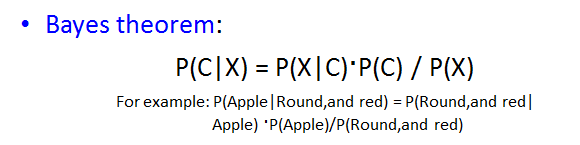 • Bayes theorem:
P(C|X) = P(X|C)·P(C) / P(X)
For example: P(Apple|Round,and red) = P(Round,and red|
Apple) ·P(Apple)/P(Round,and red)